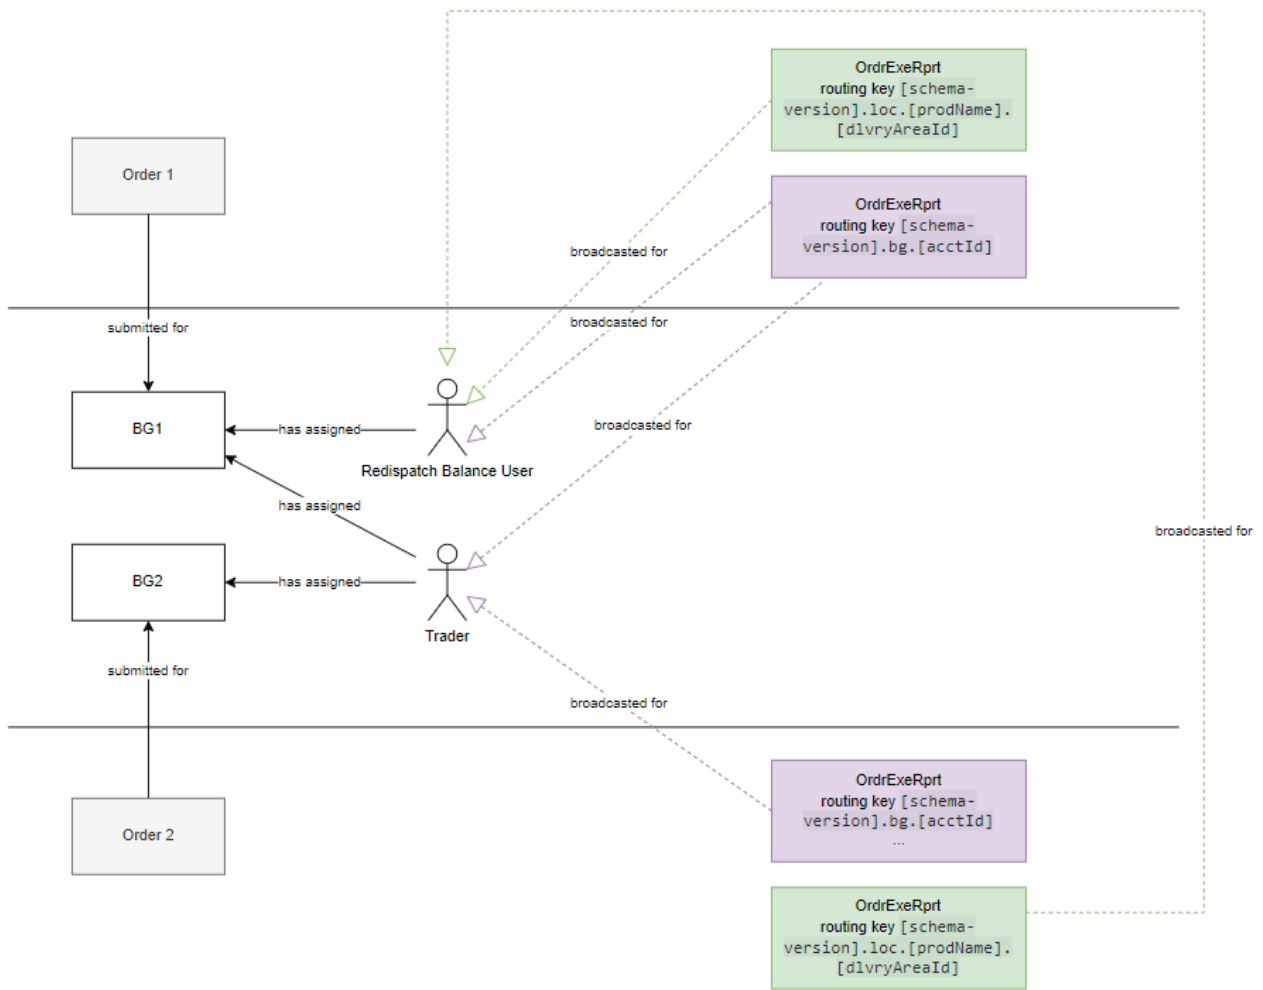 OrdrExeRprt
routing key [schema-
version].loc.[prodName].
[dlvryAreaId]
Order 1
OrdrExeRprt
routing key [schema-
version].bg.[acctId]
broadcasted for
broadcasted for
submitted for
BG1
has assigned
broadcasted for
Redispatch Balance User
has assigned
broadcasted for
BG2
has assigned
Trader
submitted for
broadcasted for
OrdrExeRprt
routing key [schema-
version].bg.[acctId]
...
Order 2
OrdrExeRprt
routing key [schema-
version].loc.[prodName].
[dlvryAreaId]